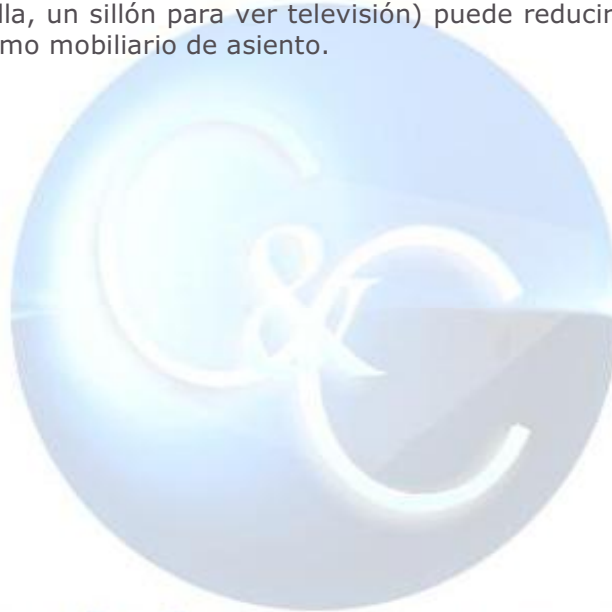 lla, un sillón para ver televisión) puede reducir
mo mobiliario de asiento.
C&C